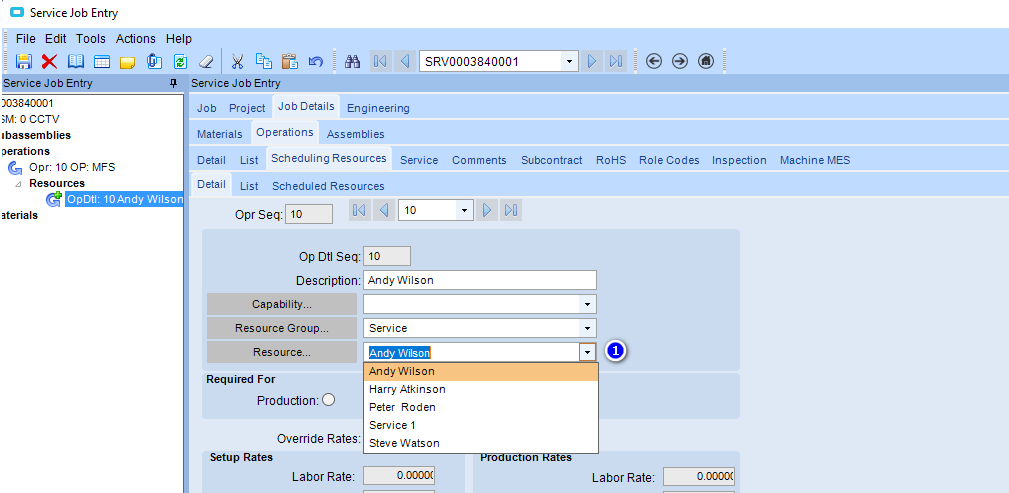 Service Job Entry
File Edit Tools Actions Help
SRV0003840001
Service Job Entry
Service Job Entry
003840001
SM: 0 CCTV
ubassemblies
perations
Opr: 10 OP: MFS
Resources
OpDtl: 10 Andy Wilson
aterials
Job Project Job Details Engineering
Materials Operations Assemblies
Detail List Scheduling Resources Service Comments Subcontract RoHS Role Codes Inspection Machine MES
Detail List Scheduled Resources
Opr Seq: 10 10
Op Dtl Seq: 10
Description: Andy Wilson
Capability...
Resource Group... Service
Resource... Andy Wilson 1
Andy Wilson
Harry Atkinson
Peter Roden
Service 1
Steve Watson
Required For
Production:
Override Rates:
Setup Rates Production Rates
Labor Rate: 0.00000 Labor Rate: 0.00000